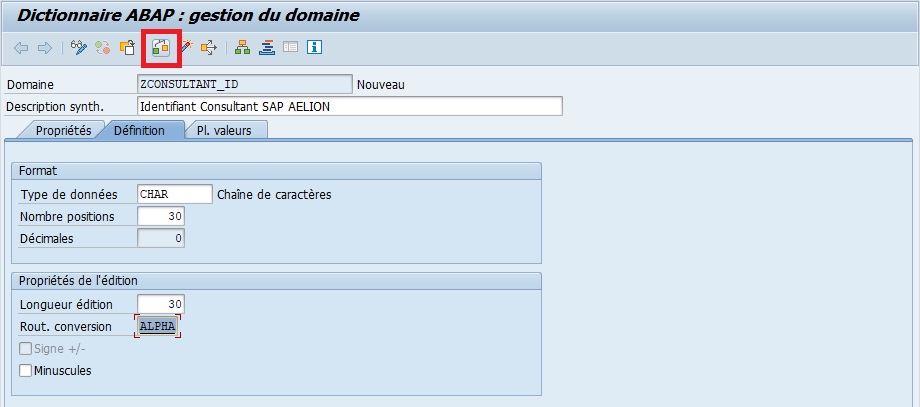 Dictionnaire ABAP : gestion du domaine
Domaine ZCONSULTANT_ID Nouveau
Description synth. Identifiant Consultant SAP AELION
Propriétés Définition Pl. valeurs
Format
Type de données CHAR Chaîne de caractères
Nombre positions 30
Décimales 0
Propriétés de l'édition
Longueur édition 30
Rout. conversion ALPHA
Signe +/-
Minuscules